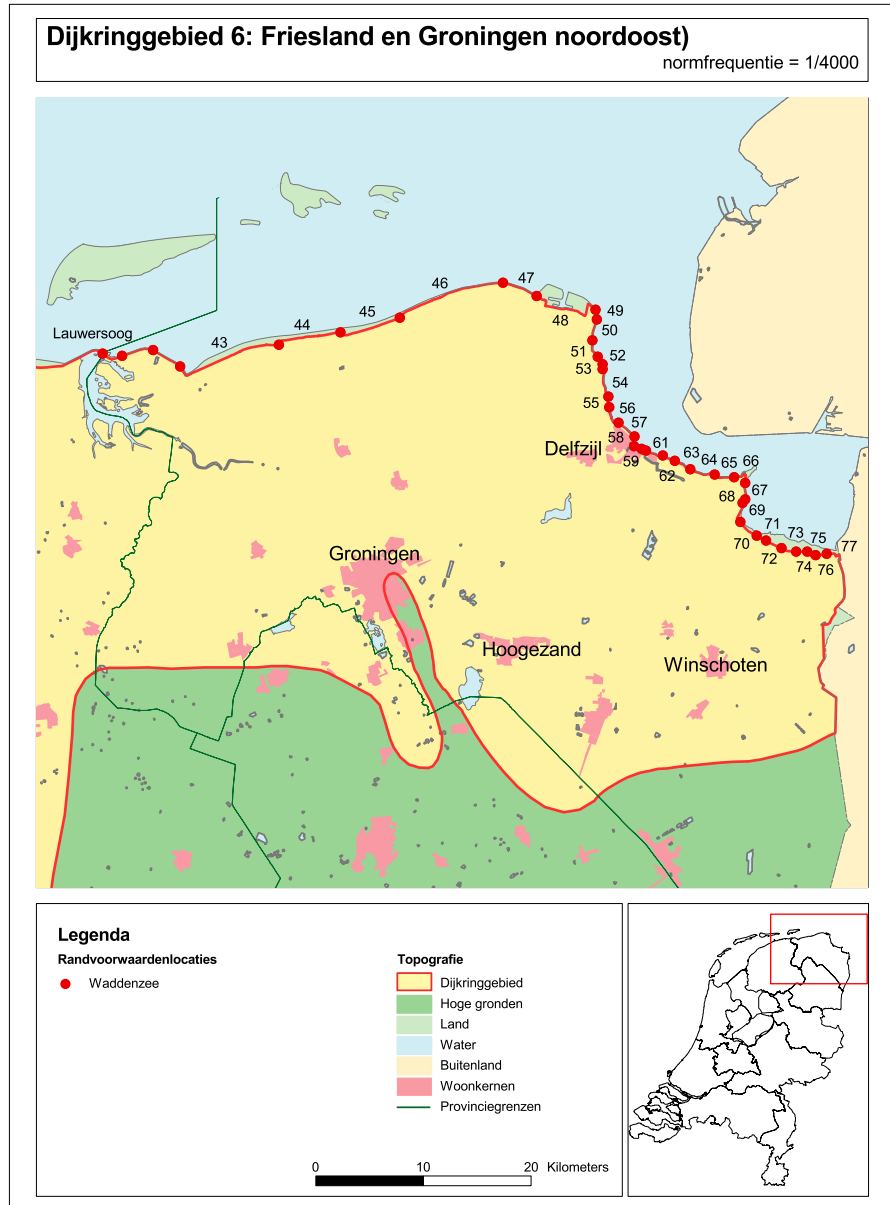 Dijkringgebied 6: Friesland en Groningen noordoost)
normfrequentie = 1/4000
46
47
45
48
49
44
50
Lauwersoog
43
51
52
53
54
55
56
57
58
Delfzijl
59
61
62
63
64
65
66
67
68
69
70
71
72
73
74
75
76
77
Groningen
Hoogezand
Winschoten
Legenda
Randvoorwaardenlocaties
Waddenzee
Topografie
Dijkringgebied
Hoge gronden
Land
Water
Buitenland
Woonkernen
Provinciegrenzen
0 10 20 Kilometers